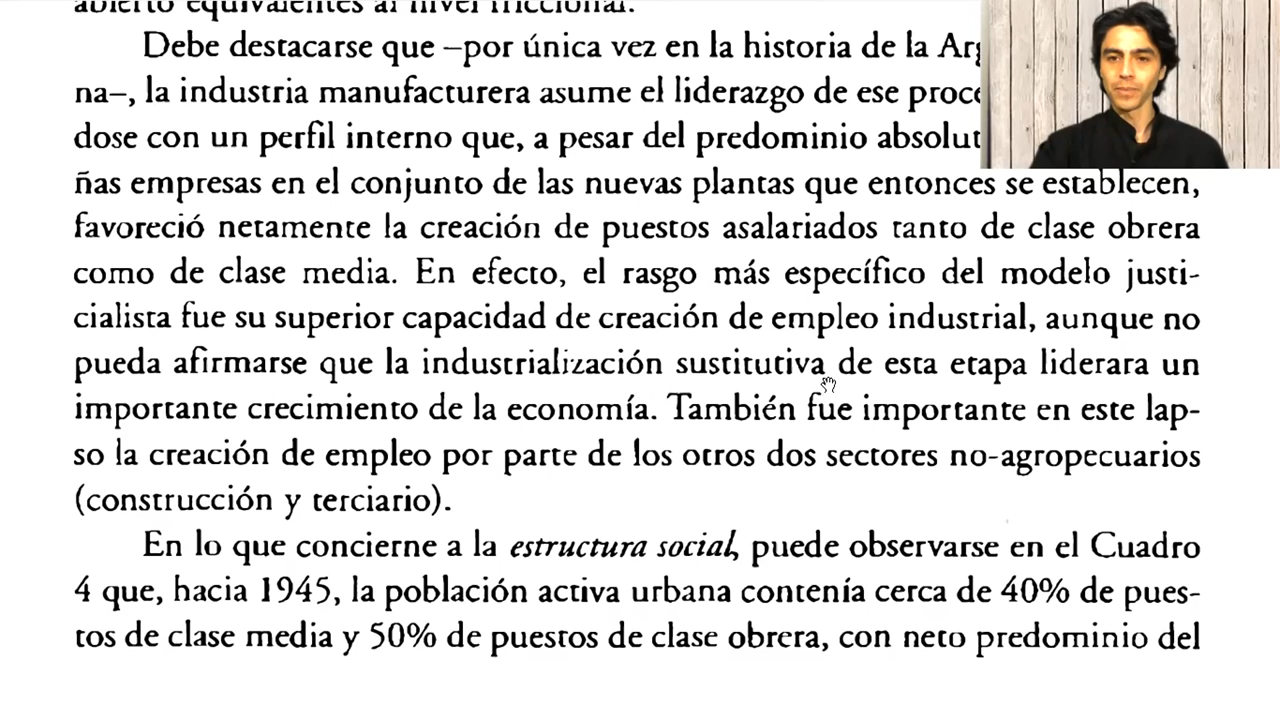 abierto equivalentes al nivel friccional.
Debe destacarse que –por única vez en la historia de la Arg
na–, la industria manufacturera asume el liderazgo de ese proce
dose con un perfil interno que, a pesar del predominio absolut
ñas empresas en el conjunto de las nuevas plantas que entonces se establecen,
favoreció netamente la creación de puestos asalariados tanto de clase obrera
como de clase media. En efecto, el rasgo más específico del modelo justi-
cialista fue su superior capacidad de creación de empleo industrial, aunque no
pueda afirmarse que la industrialización sustitutiva de esta etapa liderara un
importante crecimiento de la economía. También fue importante en este lap-
so la creación de empleo por parte de los otros dos sectores no-agropecuarios
(construcción y terciario).
En lo que concierne a la estructura social, puede observarse en el Cuadro
4 que, hacia 1945, la población activa urbana contenía cerca de 40% de pues-
tos de clase media y 50% de puestos de clase obrera, con neto predominio del